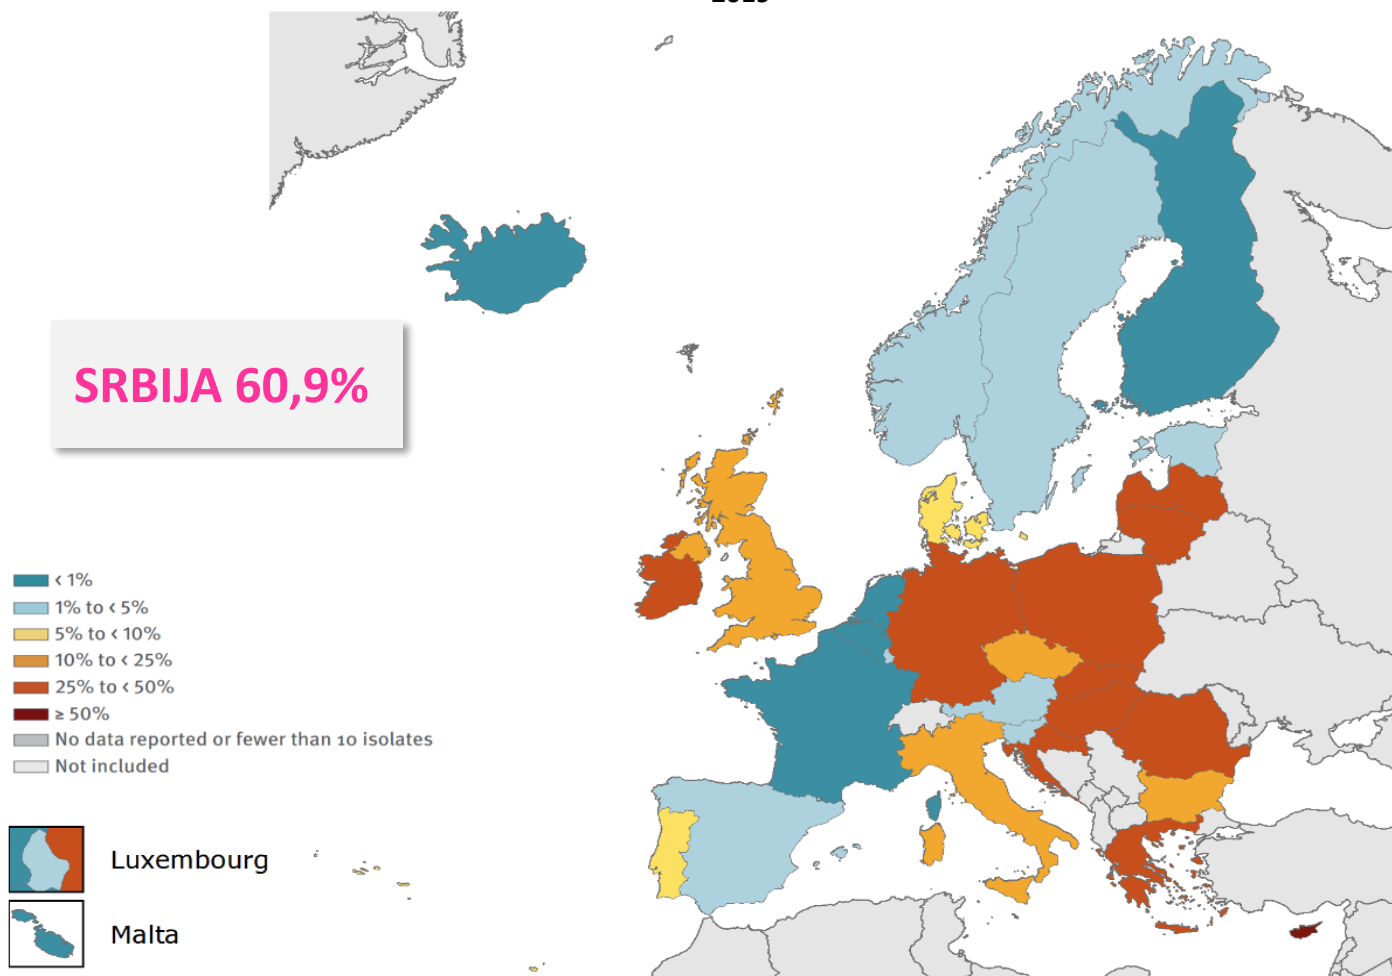 SRBIJA 60,9%
‹ 1%
1% to ‹ 5%
5% to ‹ 10%
10% to ‹ 25%
25% to ‹ 50%
≥ 50%
No data reported or fewer than 10 isolates
Not included
Luxembourg
Malta